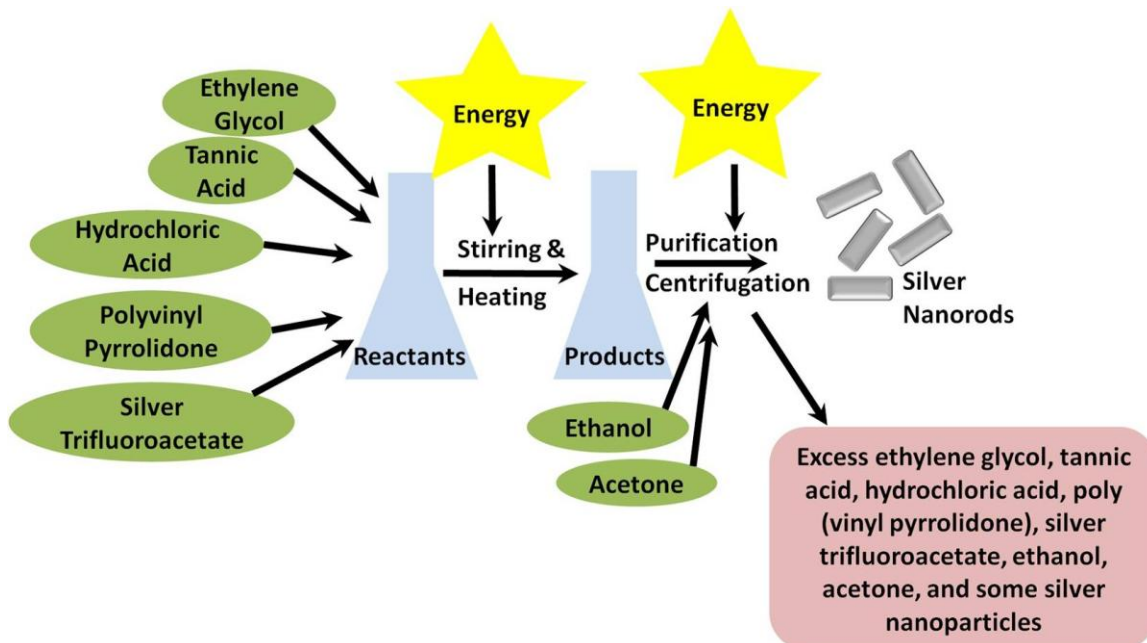 Ethylene
Glycol
Tannic
Acid
Hydrochloric
Acid
Polyvinyl
Pyrrolidone
Silver
Trifluoroacetate
Reactants
Energy
Stirring &
Heating
Products
Energy
Purification
Centrifugation
Ethanol
Acetone
Silver
Nanorods
Excess ethylene glycol, tannic
acid, hydrochloric acid, poly
(vinyl pyrrolidone), silver
trifluoroacetate, ethanol,
acetone, and some silver
nanoparticles